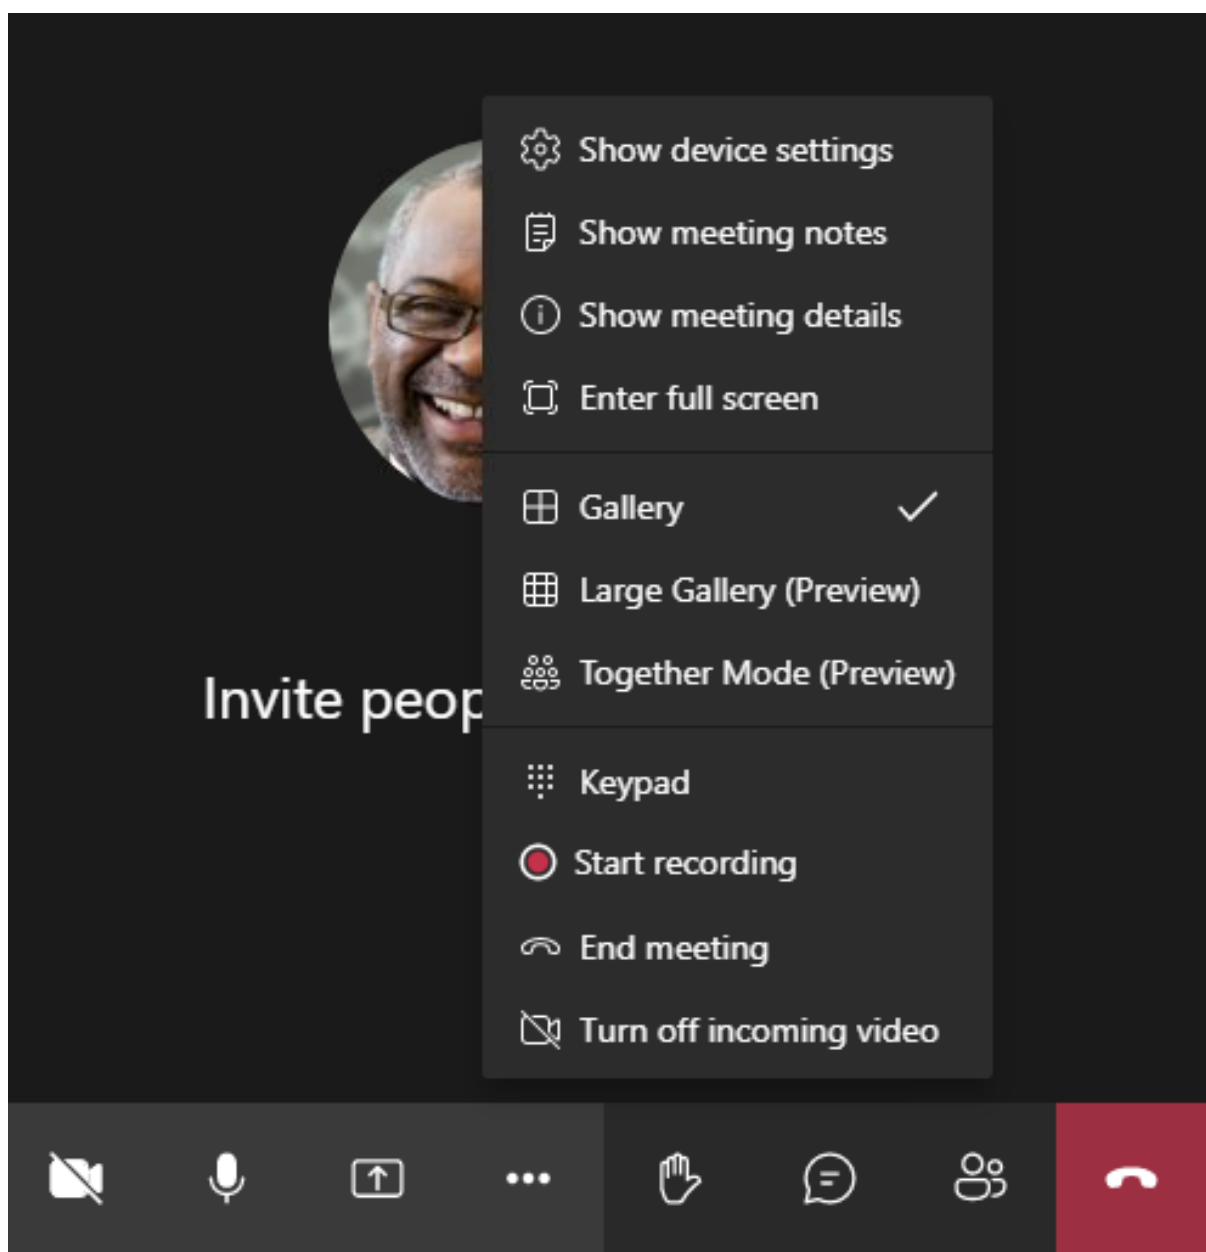 Show device settings
Show meeting notes
Show meeting details
Enter full screen
Gallery
Large Gallery (Preview)
Together Mode (Preview)
Invite peop
Keypad
Start recording
End meeting
Turn off incoming video